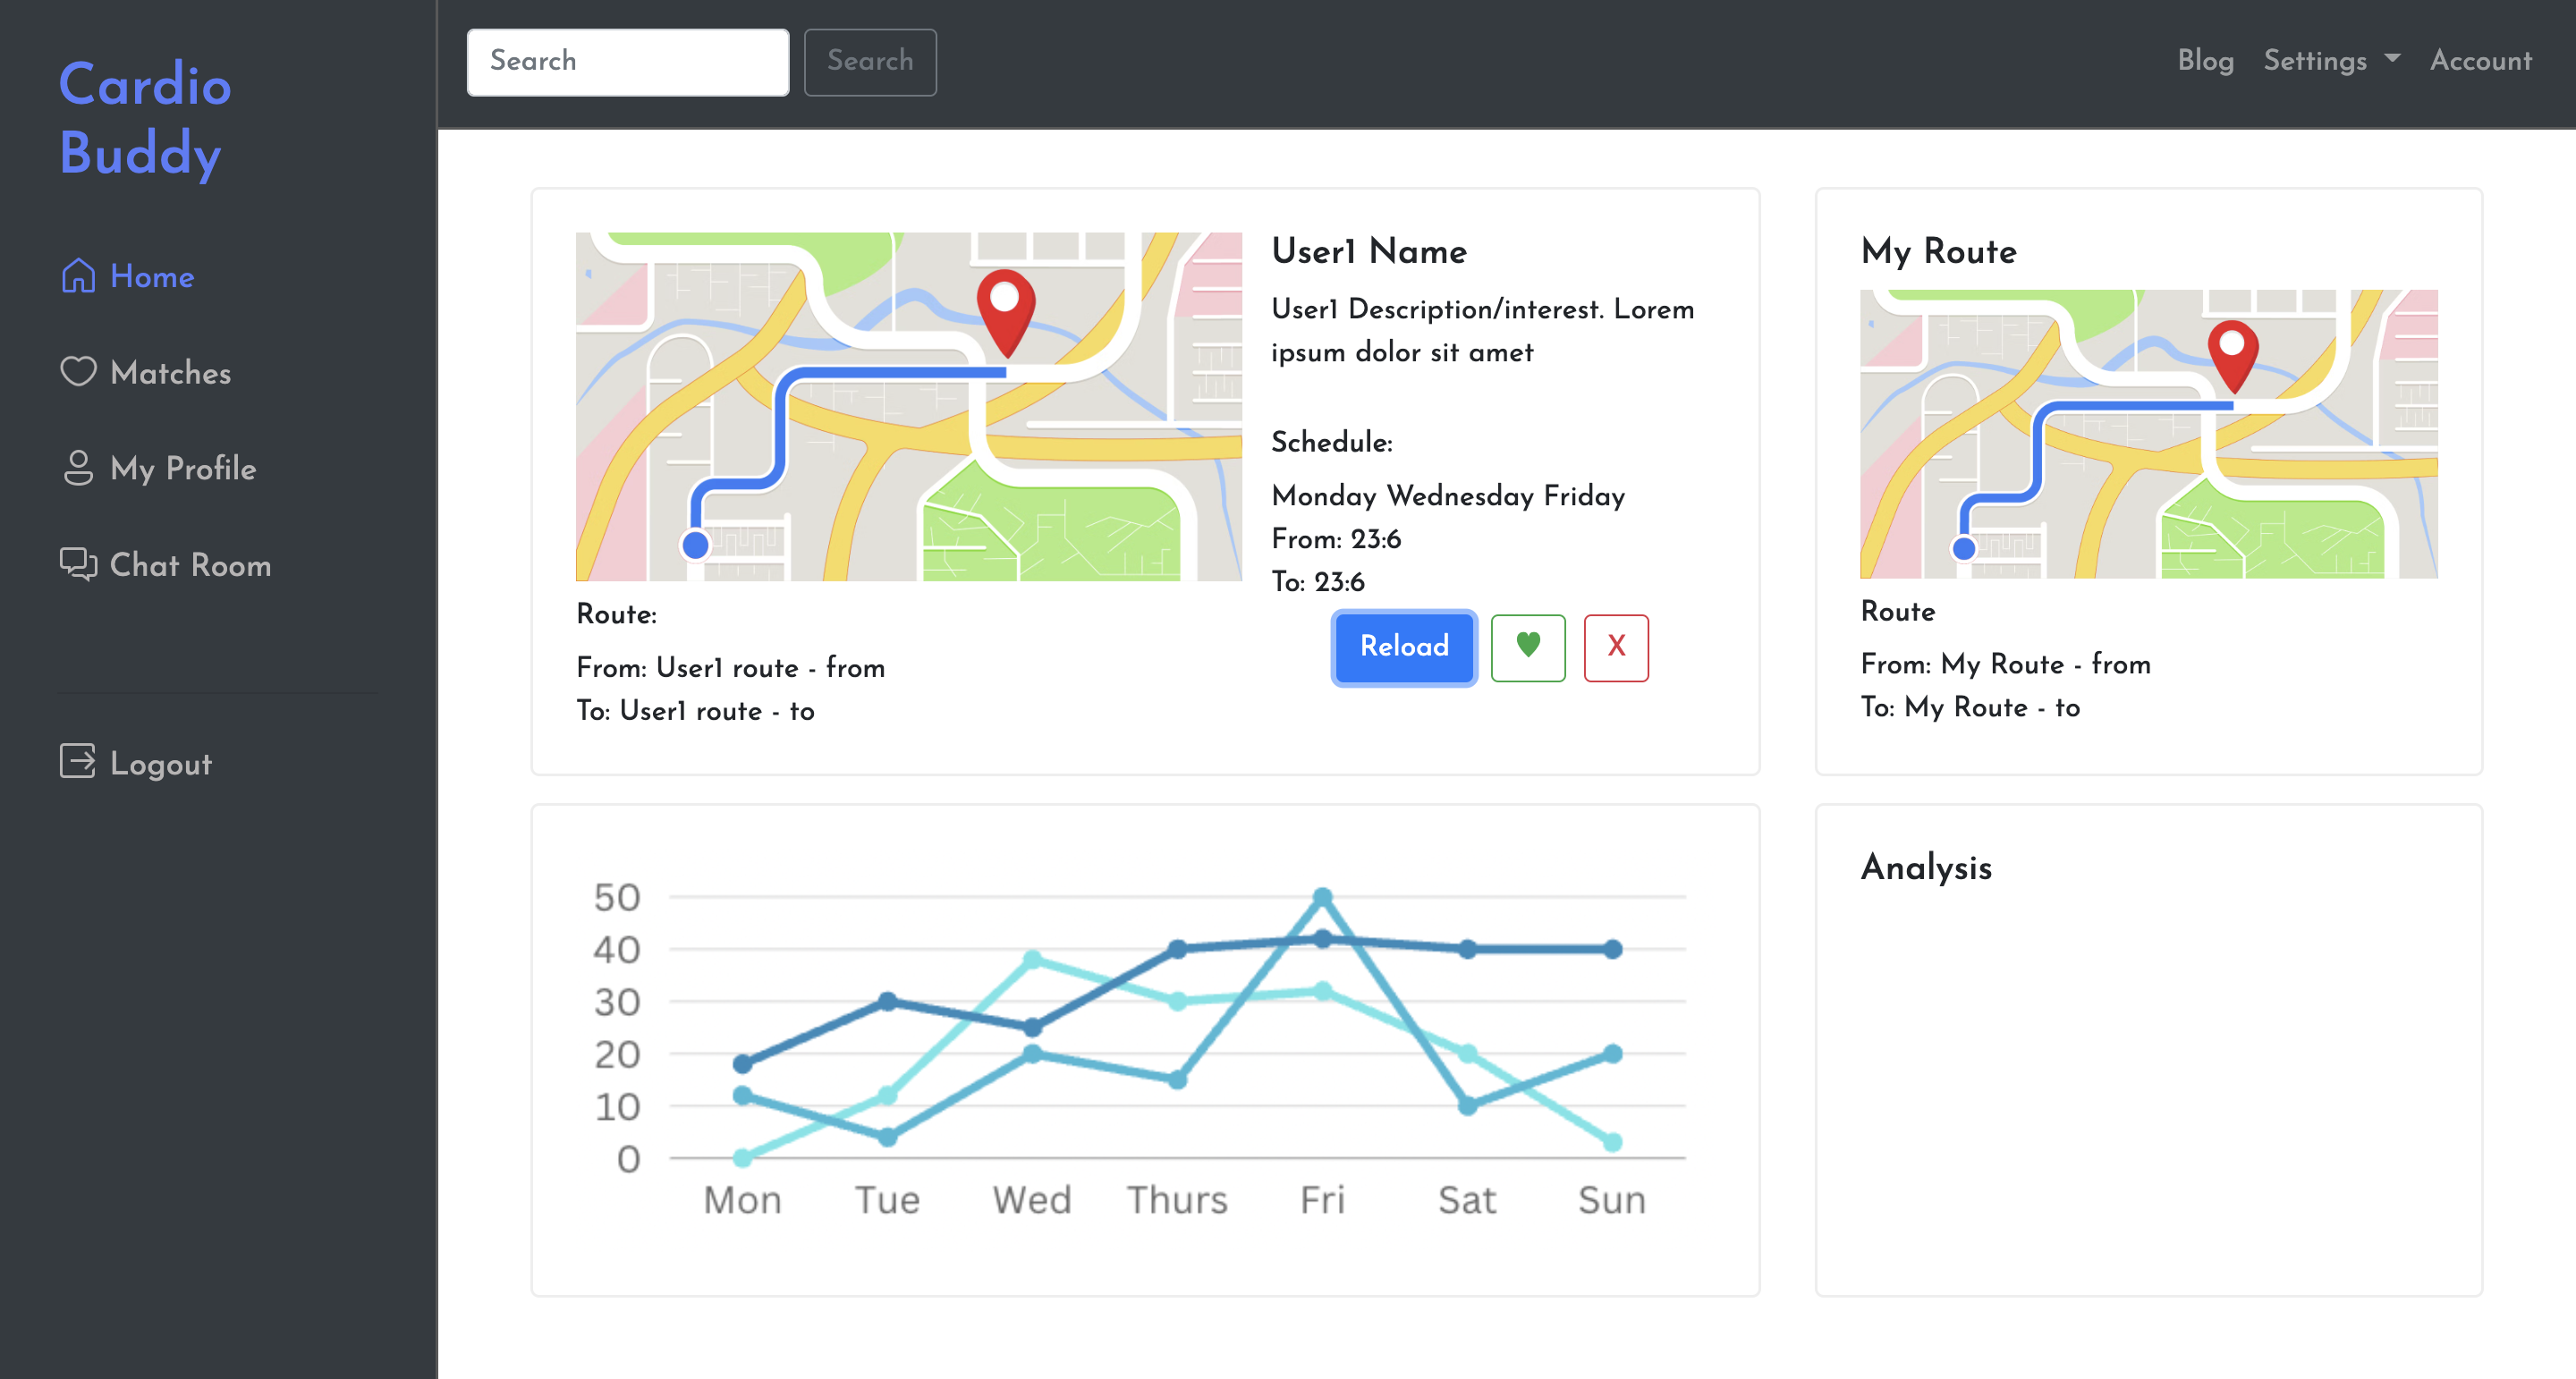 Cardio
Buddy
Home
Matches
My Profile
Chat Room
Logout
Search
Search
Blog
Settings
Account
User1 Name
User1 Description/interest. Lorem
ipsum dolor sit amet
Schedule:
Monday Wednesday Friday
From: 23:6
To: 23:6
Reload
X
Route:
From: User1 route - from
To: User1 route - to
My Route
Route
From: My Route - from
To: My Route - to
50
40
30
20
10
0
Mon Tue Wed Thurs Fri Sat Sun
Analysis